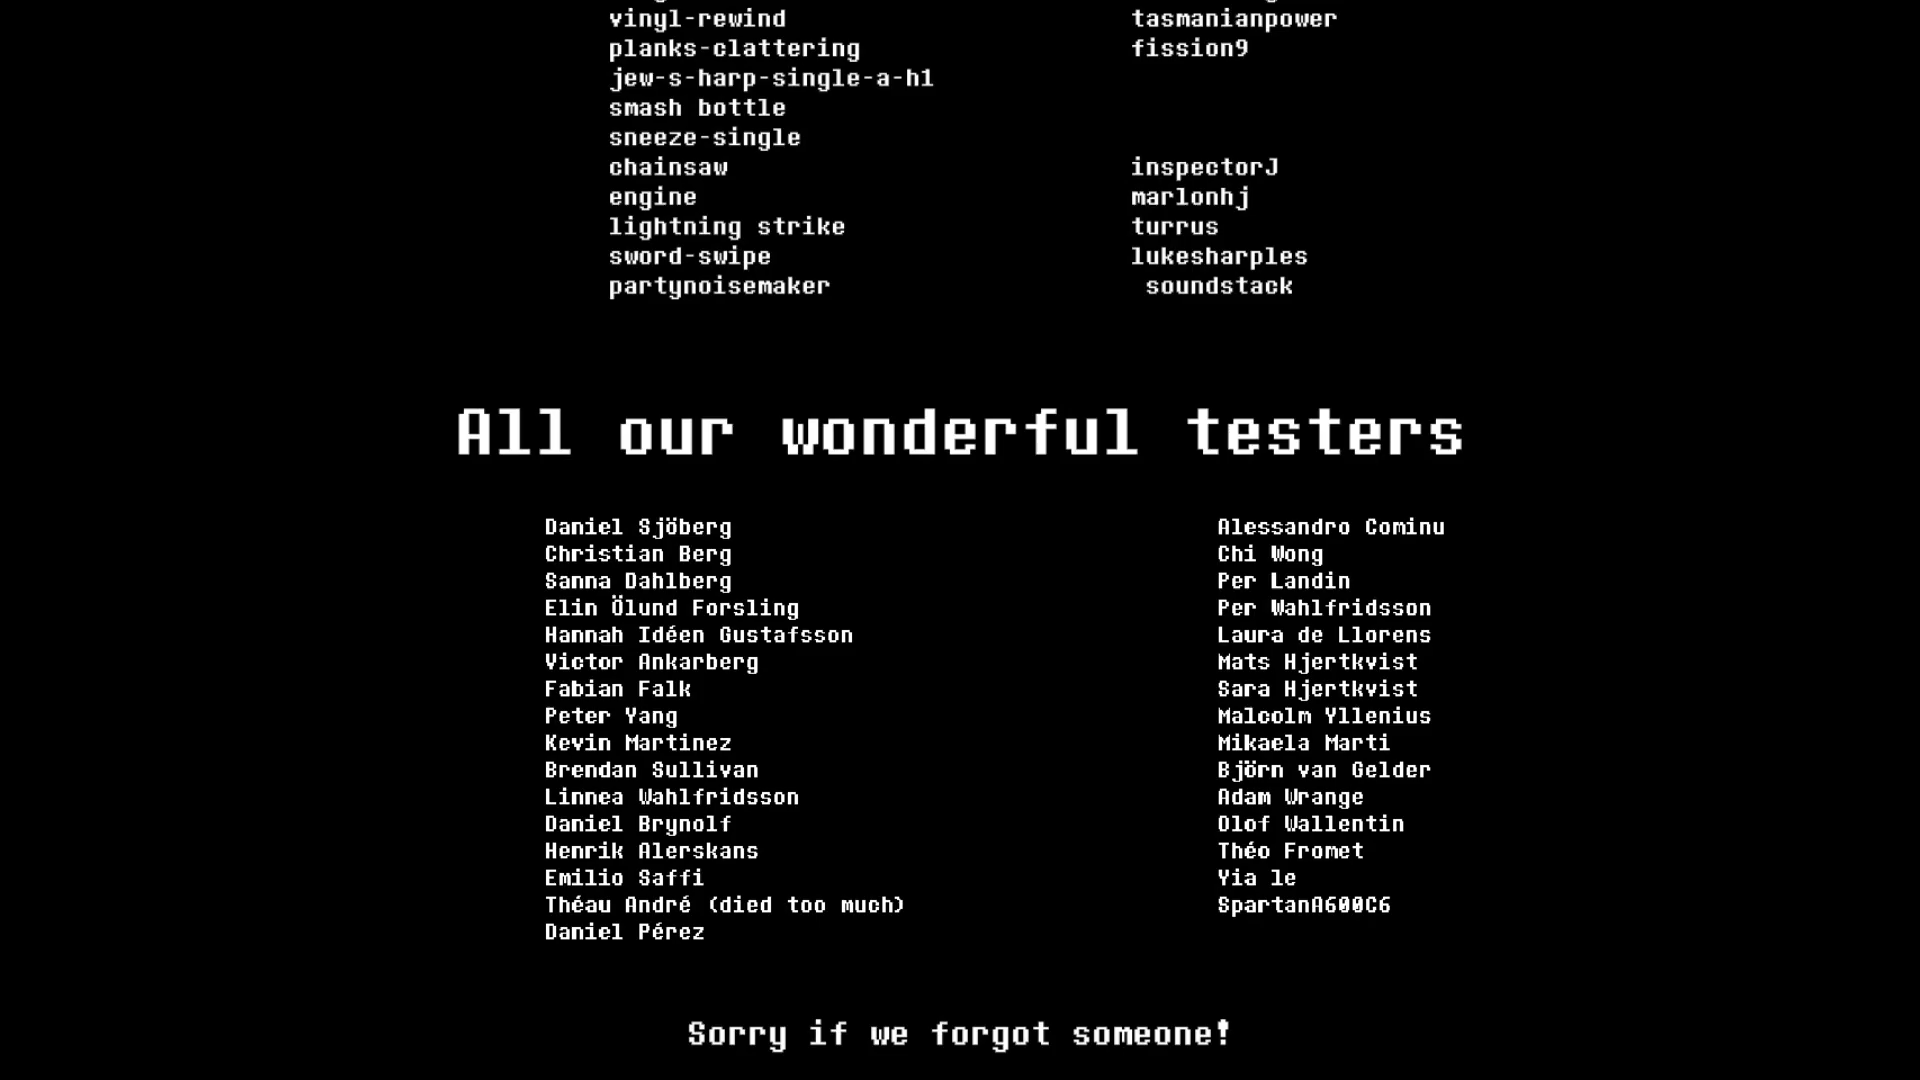 vinyl-rewind tasmanianpower
planks-clattering fission9
jew-s-harp-single-a-h1
smash bottle
sneeze-single
chainsaw inspectorJ
engine marlonhj
lightning strike turrus
sword-swipe lukesharples
partynoisemaker soundstack
All our wonderful testers
Daniel Sjöberg Alessandro Cominu
Christian Berg Chi Wong
Sanna Dahlberg Per Landin
Elin Ölund Forsling Per Wahlfridsson
Hannah Idéen Gustafsson Laura de Llorens
Victor Ankarberg Mats Hjertkvist
Fabian Falk Sara Hjertkvist
Peter Yang Malcolm Yllenius
Kevin Martinez Mikaela Marti
Brendan Sullivan Björn van Gelder
Linnea Wahlfridsson Adam Wrange
Daniel Brynolf Olof Wallentin
Henrik Alerskans Théo Fromet
Emilio Saffi Yia le
Théau André (died too much) SpartanA600C6
Daniel Pérez
Sorry if we forgot someone!